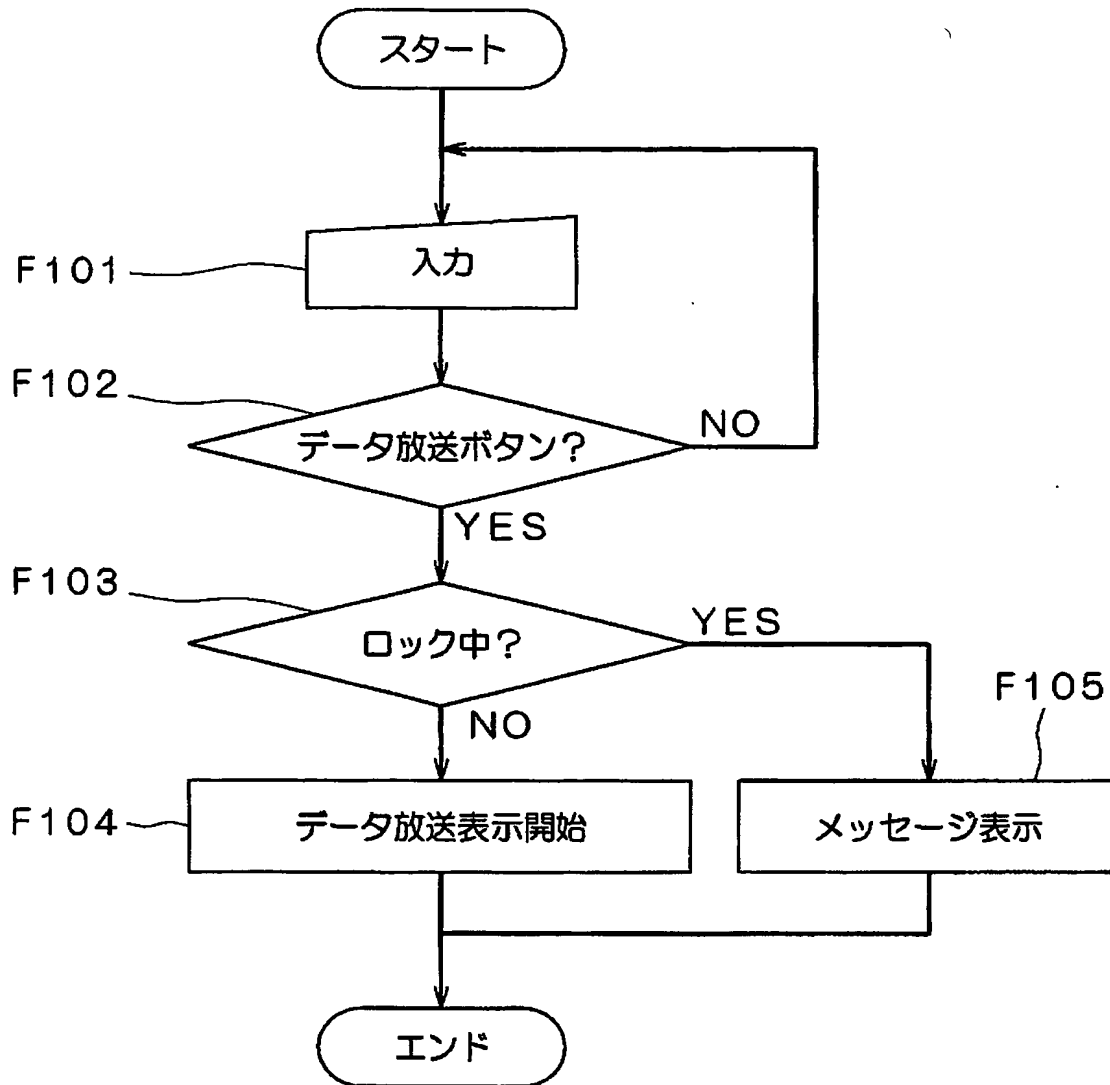 スタート
F101
入力
F102
データ放送ボタン?
NO
YES
F103
ロック中?
YES
NO
F105
F104
データ放送表示開始
メッセージ表示
エンド